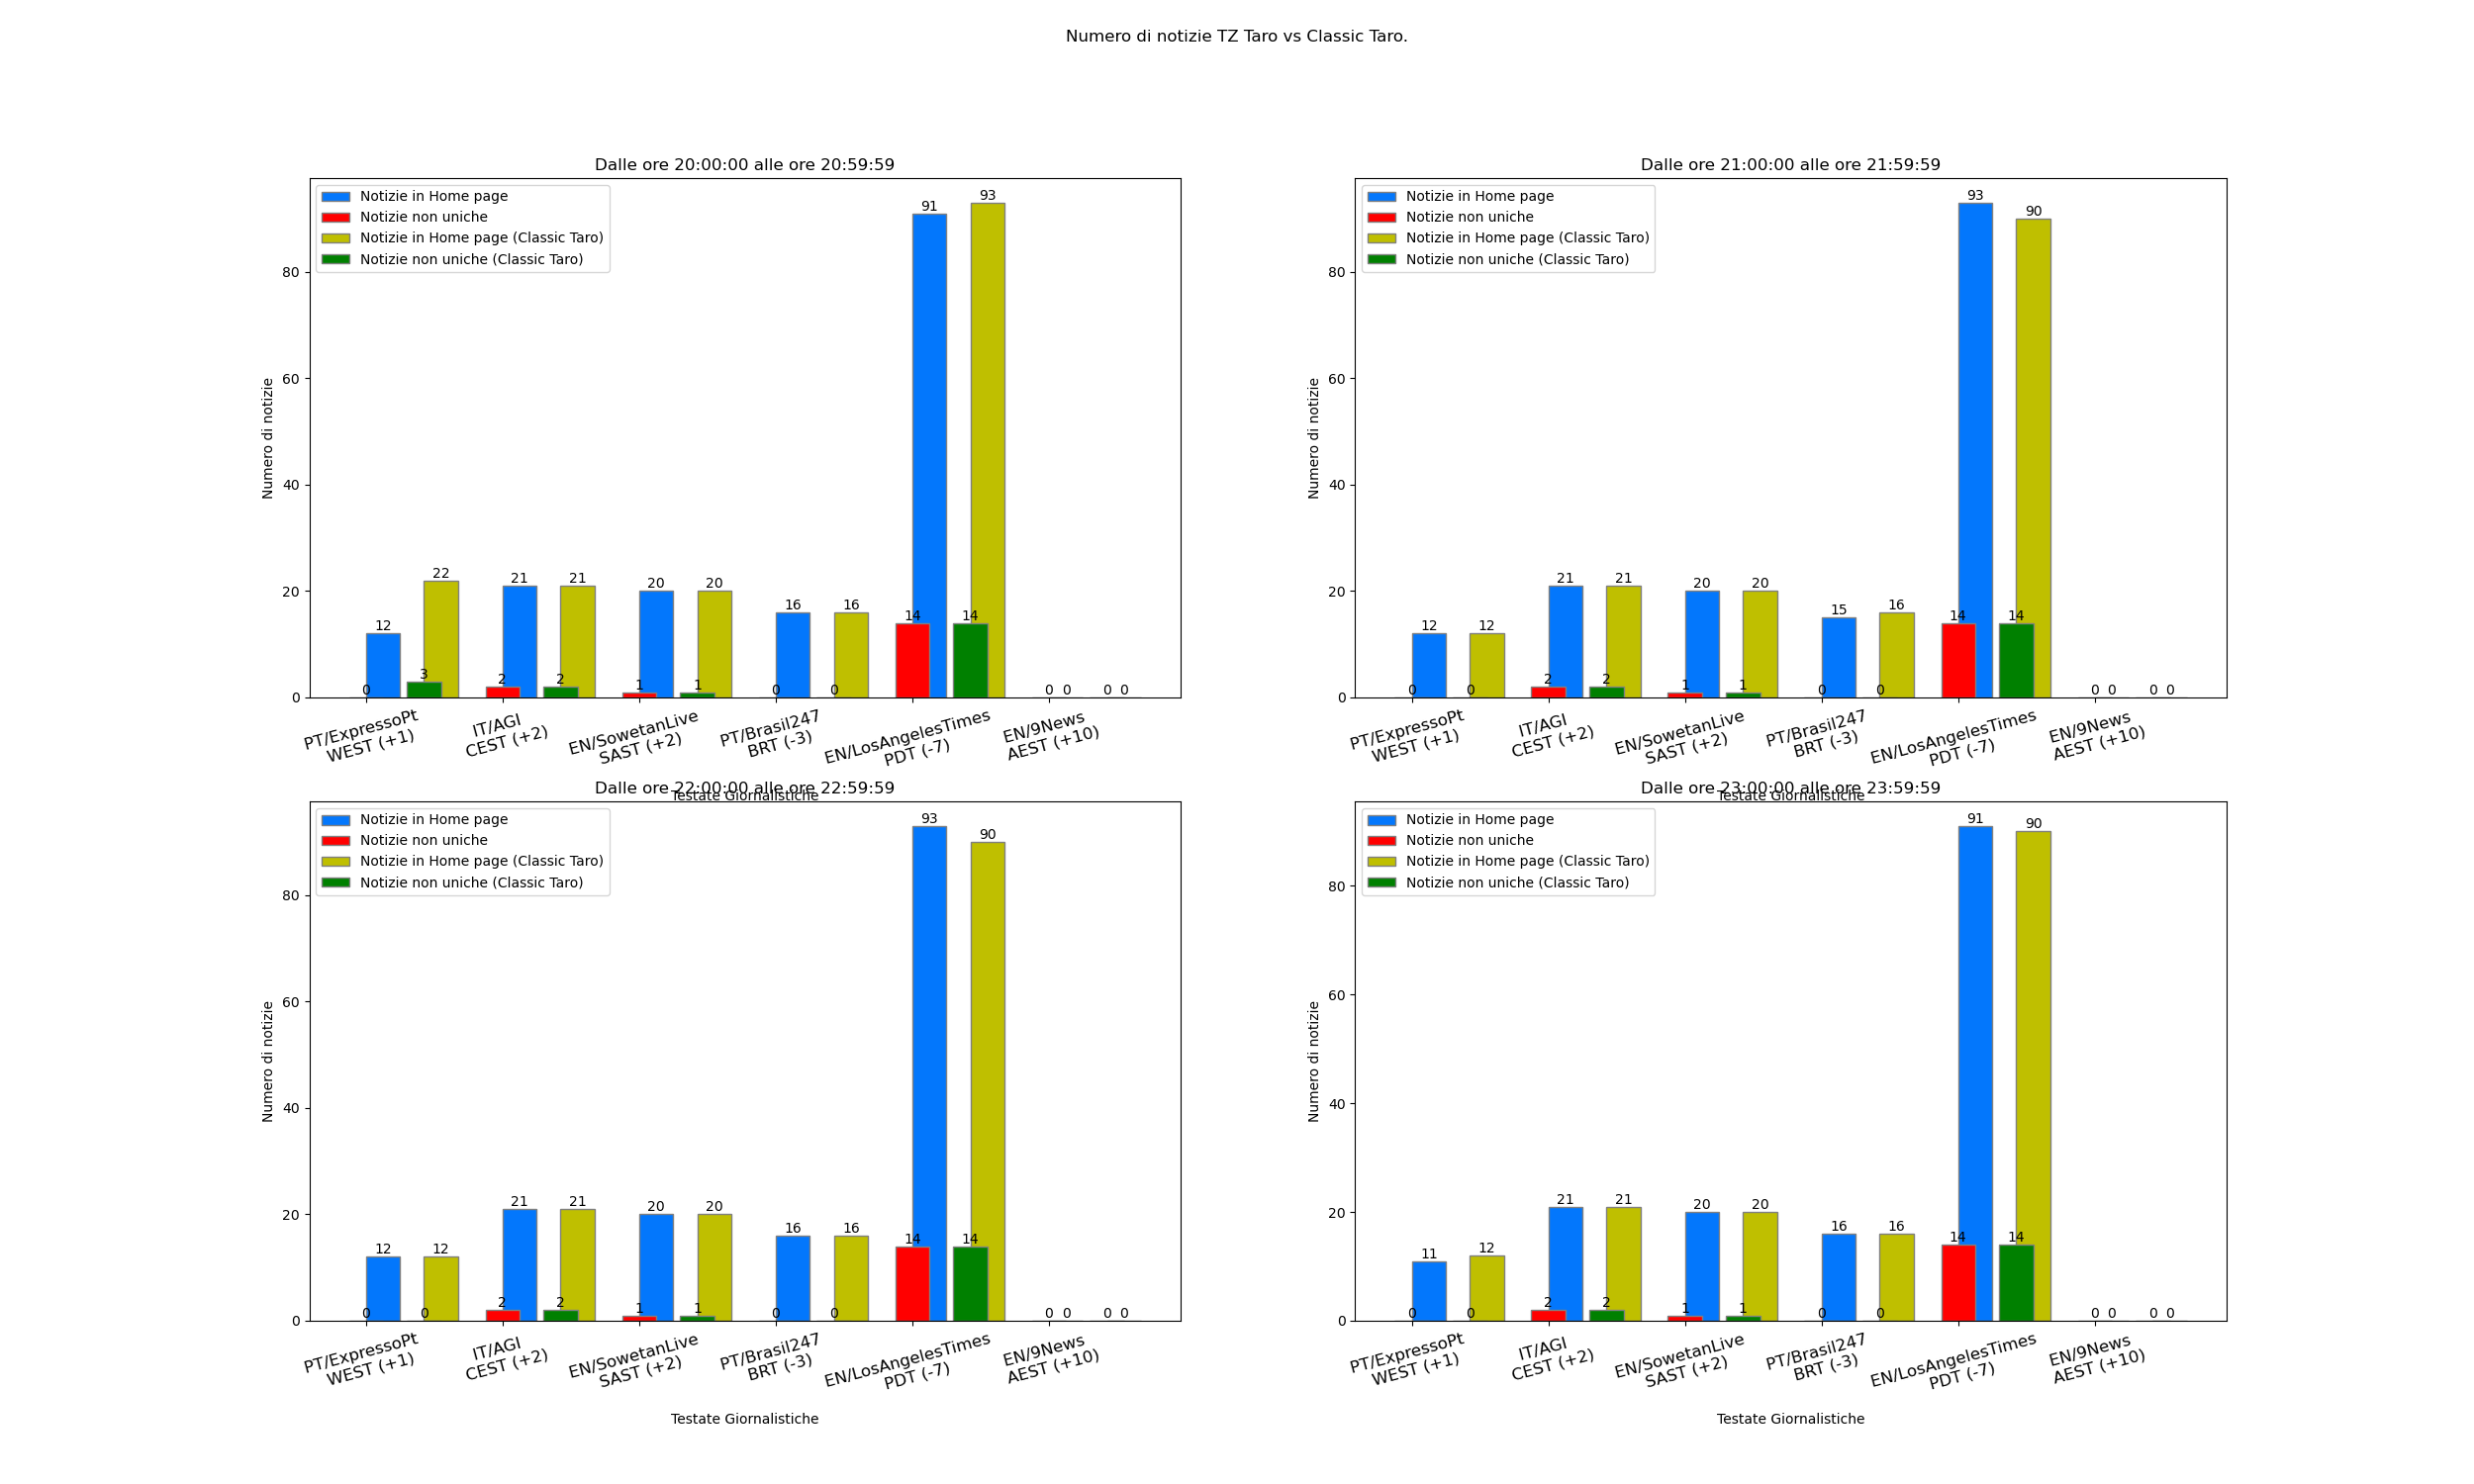 Numero di notizie TZ Taro vs Classic Taro.
Dalle ore 20:00:00 alle ore 20:59:59
Notizie in Home page
Notizie non uniche
Notizie in Home page (Classic Taro)
Notizie non uniche (Classic Taro)
Numero di notizie
80
60
40
20
0
91
93
22
21
21
20
20
16
16
12
14
14
0
3
2
2
1
1
0
0
0
0
0
0
PT/ExpressoPt
WEST (+1)
IT/AGI
CEST (+2)
EN/SowetanLive
SAST (+2)
PT/Brasil247
BRT (-3)
EN/LosAngelesTimes
PDT (-7)
EN/9News
AEST (+10)
Testate Giornalistiche
Dalle ore 21:00:00 alle ore 21:59:59
Notizie in Home page
Notizie non uniche
Notizie in Home page (Classic Taro)
Notizie non uniche (Classic Taro)
Numero di notizie
80
60
40
20
0
93
90
21
21
20
20
15
16
12
12
14
14
0
0
2
2
1
1
0
0
0
0
0
0
PT/ExpressoPt
WEST (+1)
IT/AGI
CEST (+2)
EN/SowetanLive
SAST (+2)
PT/Brasil247
BRT (-3)
EN/LosAngelesTimes
PDT (-7)
EN/9News
AEST (+10)
Testate Giornalistiche
Dalle ore 22:00:00 alle ore 22:59:59
Notizie in Home page
Notizie non uniche
Notizie in Home page (Classic Taro)
Notizie non uniche (Classic Taro)
Numero di notizie
80
60
40
20
0
93
90
21
21
20
20
16
16
12
12
14
14
0
0
2
2
1
1
0
0
0
0
0
0
PT/ExpressoPt
WEST (+1)
IT/AGI
CEST (+2)
EN/SowetanLive
SAST (+2)
PT/Brasil247
BRT (-3)
EN/LosAngelesTimes
PDT (-7)
EN/9News
AEST (+10)
Testate Giornalistiche
Dalle ore 23:00:00 alle ore 23:59:59
Notizie in Home page
Notizie non uniche
Notizie in Home page (Classic Taro)
Notizie non uniche (Classic Taro)
Numero di notizie
80
60
40
20
0
91
90
21
21
20
20
16
16
11
12
14
14
0
0
2
2
1
1
0
0
0
0
0
0
PT/ExpressoPt
WEST (+1)
IT/AGI
CEST (+2)
EN/SowetanLive
SAST (+2)
PT/Brasil247
BRT (-3)
EN/LosAngelesTimes
PDT (-7)
EN/9News
AEST (+10)
Testate Giornalistiche